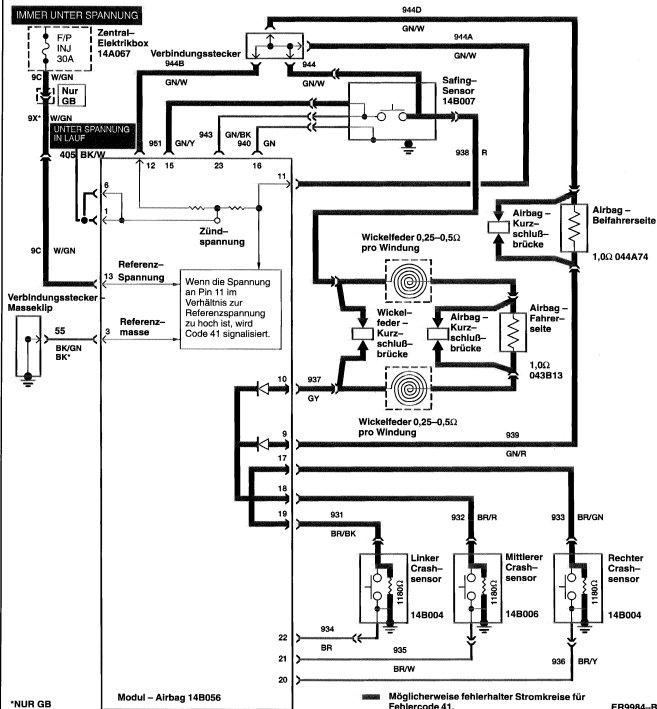 IMMER UNTER SPANNUNG
F/P
INJ
30A
Zentral–
Elektrikbox
14A067
9C
W/GN
Nur
GB
9X*
W/GN
UNTER SPANNUNG
IN LAUF
405 BK/W
Verbindungsstecker
944B
GN/W
944
GN/W
944D
GN/W
944A
GN/W
Safing–
Sensor
14B007
951
GN/Y
943
GN/BK
940
GN
938
R
12
15
23
16
11
6
1
Zünd–
spannung
9C
W/GN
13
Referenz–
Spannung
Wenn die Spannung
an Pin 11 im
Verhältnis zur
Referenzspannung
zu hoch ist, wird
Code 41 signalisiert.
Verbindungsstecker
Masseklip
55
BK/GN
BK*
3
Referenz–
masse
Wickelfeder 0,25–0,5Ω
pro Windung
Airbag –
Kurz–
schluß–
brücke
Airbag –
Beifahrerseite
1,0Ω 044A74
Wickel–
feder –
Kurz–
schluß–
brücke
Airbag –
Kurz–
schluß–
brücke
Airbag –
Fahrer–
seite
1,0Ω
043B13
10
937
GY
Wickelfeder 0,25–0,5Ω
pro Windung
9
939
GN/R
17
18
19
931
BR/BK
932
BR/R
933
BR/GN
Linker
Crash–
sensor
1180Ω
14B004
Mittlerer
Crash–
sensor
1180Ω
14B006
Rechter
Crash–
sensor
1180Ω
14B004
22
934
BR
21
935
BR/W
20
936
BR/Y
*NUR GB
Modul – Airbag 14B056
Möglicherweise fehlerhafter Stromkreise für
Fehlercode 41.
ER9984–B